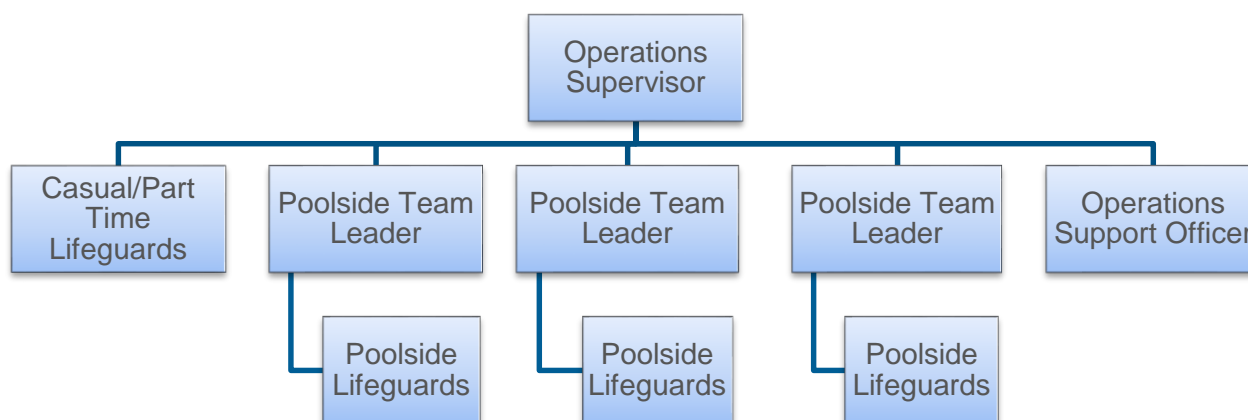 Operations
Supervisor
Casual/Part
Time
Lifeguards
Poolside Team
Leader
Poolside Team
Leader
Poolside Team
Leader
Operations
Support Officer
Poolside
Lifeguards
Poolside
Lifeguards
Poolside
Lifeguards